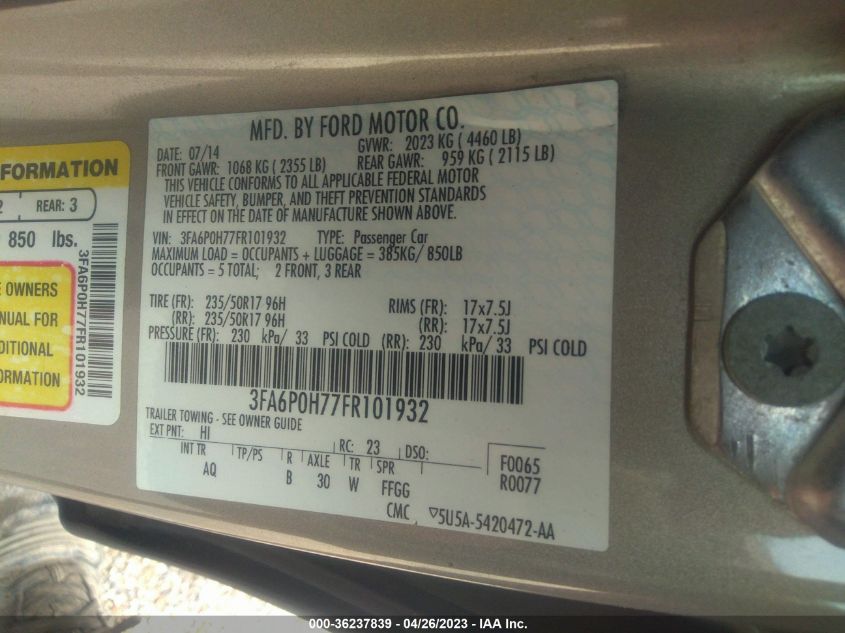 FORMATION
2 REAR: 3
850 lbs.
3FA6P0H77FR101932
E OWNERS
ANUAL FOR
DDITIONAL
FORMATION
MFD. BY FORD MOTOR CO.
DATE: 07/14 GVWR: 2023 KG ( 4460 LB)
FRONT GAWR: 1068 KG ( 2355 LB) REAR GAWR: 959 KG ( 2115 LB)
THIS VEHICLE CONFORMS TO ALL APPLICABLE FEDERAL MOTOR
VEHICLE SAFETY, BUMPER, AND THEFT PREVENTION STANDARDS
IN EFFECT ON THE DATE OF MANUFACTURE SHOWN ABOVE.
VIN: 3FA6P0H77FR101932 TYPE: Passenger Car
MAXIMUM LOAD = OCCUPANTS + LUGGAGE = 385KG/ 850LB
OCCUPANTS = 5 TOTAL; 2 FRONT, 3 REAR
TIRE (FR): 235/50R17 96H RIMS (FR): 17x7.5J
(RR): 235/50R17 96H (RR): 17x7.5J
PRESSURE (FR): 230 kPa/ 33 PSI COLD (RR): 230 kPa/ 33 PSI COLD
3FA6P0H77FR101932
TRAILER TOWING - SEE OWNER GUIDE
EXT PNT: HI RC: 23 DSO:
INT TR TP/PS R AXLE TR SPR F0065
AQ B 30 W FFGG R0077
CMC ▽5U5A-5420472-AA
000-36237839 - 04/26/2023 - IAA Inc.